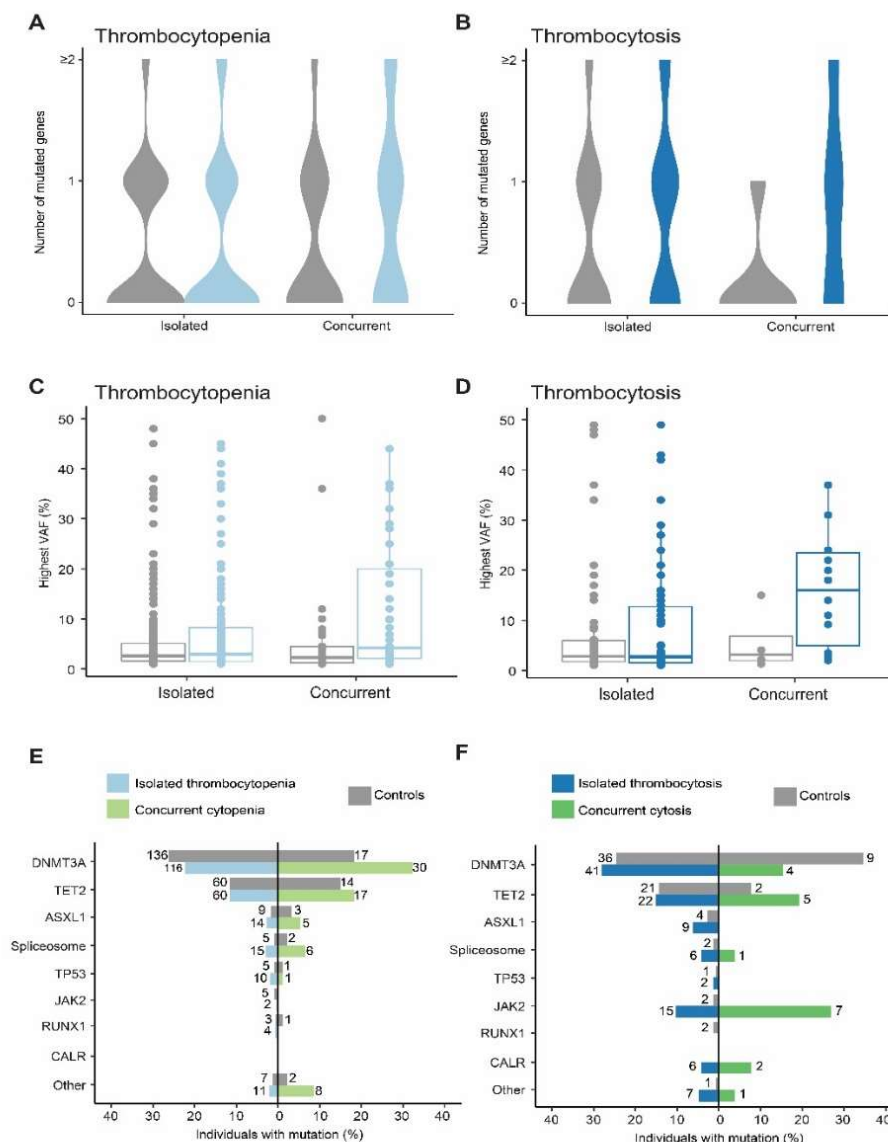 A Thrombocytopenia
Number of mutated genes
≥2
1
0
Isolated Concurrent
B Thrombocytosis
Number of mutated genes
≥2
1
0
Isolated Concurrent
C Thrombocytopenia
Highest VAF (%)
50
40
30
20
10
0
Isolated Concurrent
D Thrombocytosis
Highest VAF (%)
50
40
30
20
10
0
Isolated Concurrent
E
Isolated thrombocytopenia Controls
Concurrent cytopenia
DNMT3A 136 17
116 30
TET2 60 14
60 17
ASXL1 9 3
14 5
Spliceosome 5 2
15 6
TP53 5 1
10 1
JAK2 5
2
RUNX1 3 1
4
CALR
Other 7 2
11 8
40 30 20 10 0 10 20 30 40
Individuals with mutation (%)
F
Isolated thrombocytosis Controls
Concurrent cytosis
DNMT3A 36 9
41 4
TET2 21 2
22 5
ASXL1 4
9
Spliceosome 2
6 1
TP53 1
2
JAK2 2
15 7
RUNX1 2
CALR
6 2
Other 1
7 1
40 30 20 10 0 10 20 30 40
Individuals with mutation (%)